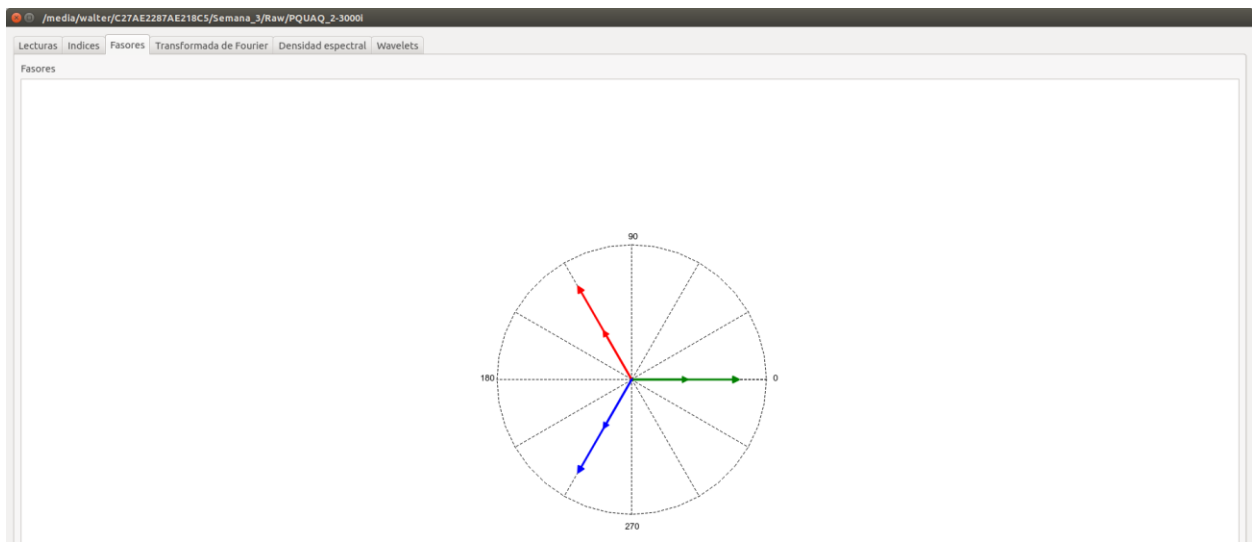 /media/walter/C27AE2287AE218C5/Semana_3/Raw/PQUAQ_2-3000i
Lecturas Indices Fasores Transformada de Fourier Densidad espectral Wavelets
Fasores
90
180 0
270